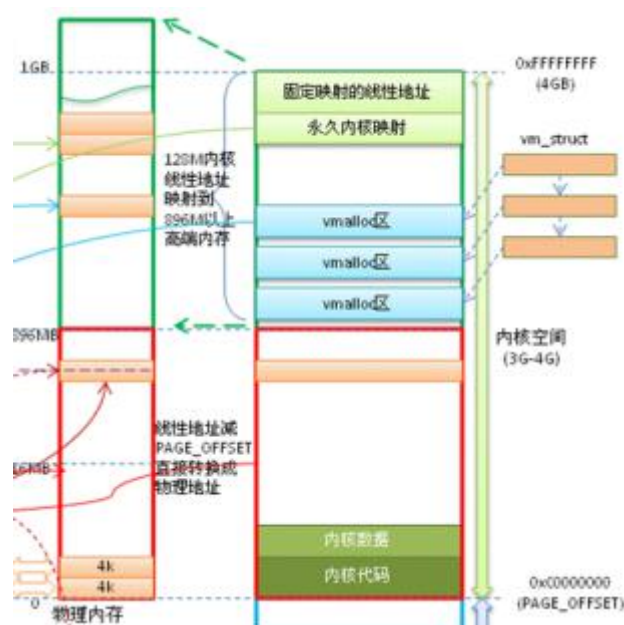 1GB
0xFFFFFFFF
(4GB)
固定映射的线性地址
永久内核映射
vm_struct
128M内核
线性地址
映射到
896M以上
高端内存
vmalloc区
vmalloc区
vmalloc区
896MB
内核空间
(3G-4G)
线性地址减
PAGE_OFFSET
直接转换成
物理地址
6MB
内核数据
内核代码
4k
4k
0
物理内存
0xC0000000
(PAGE_OFFSET)